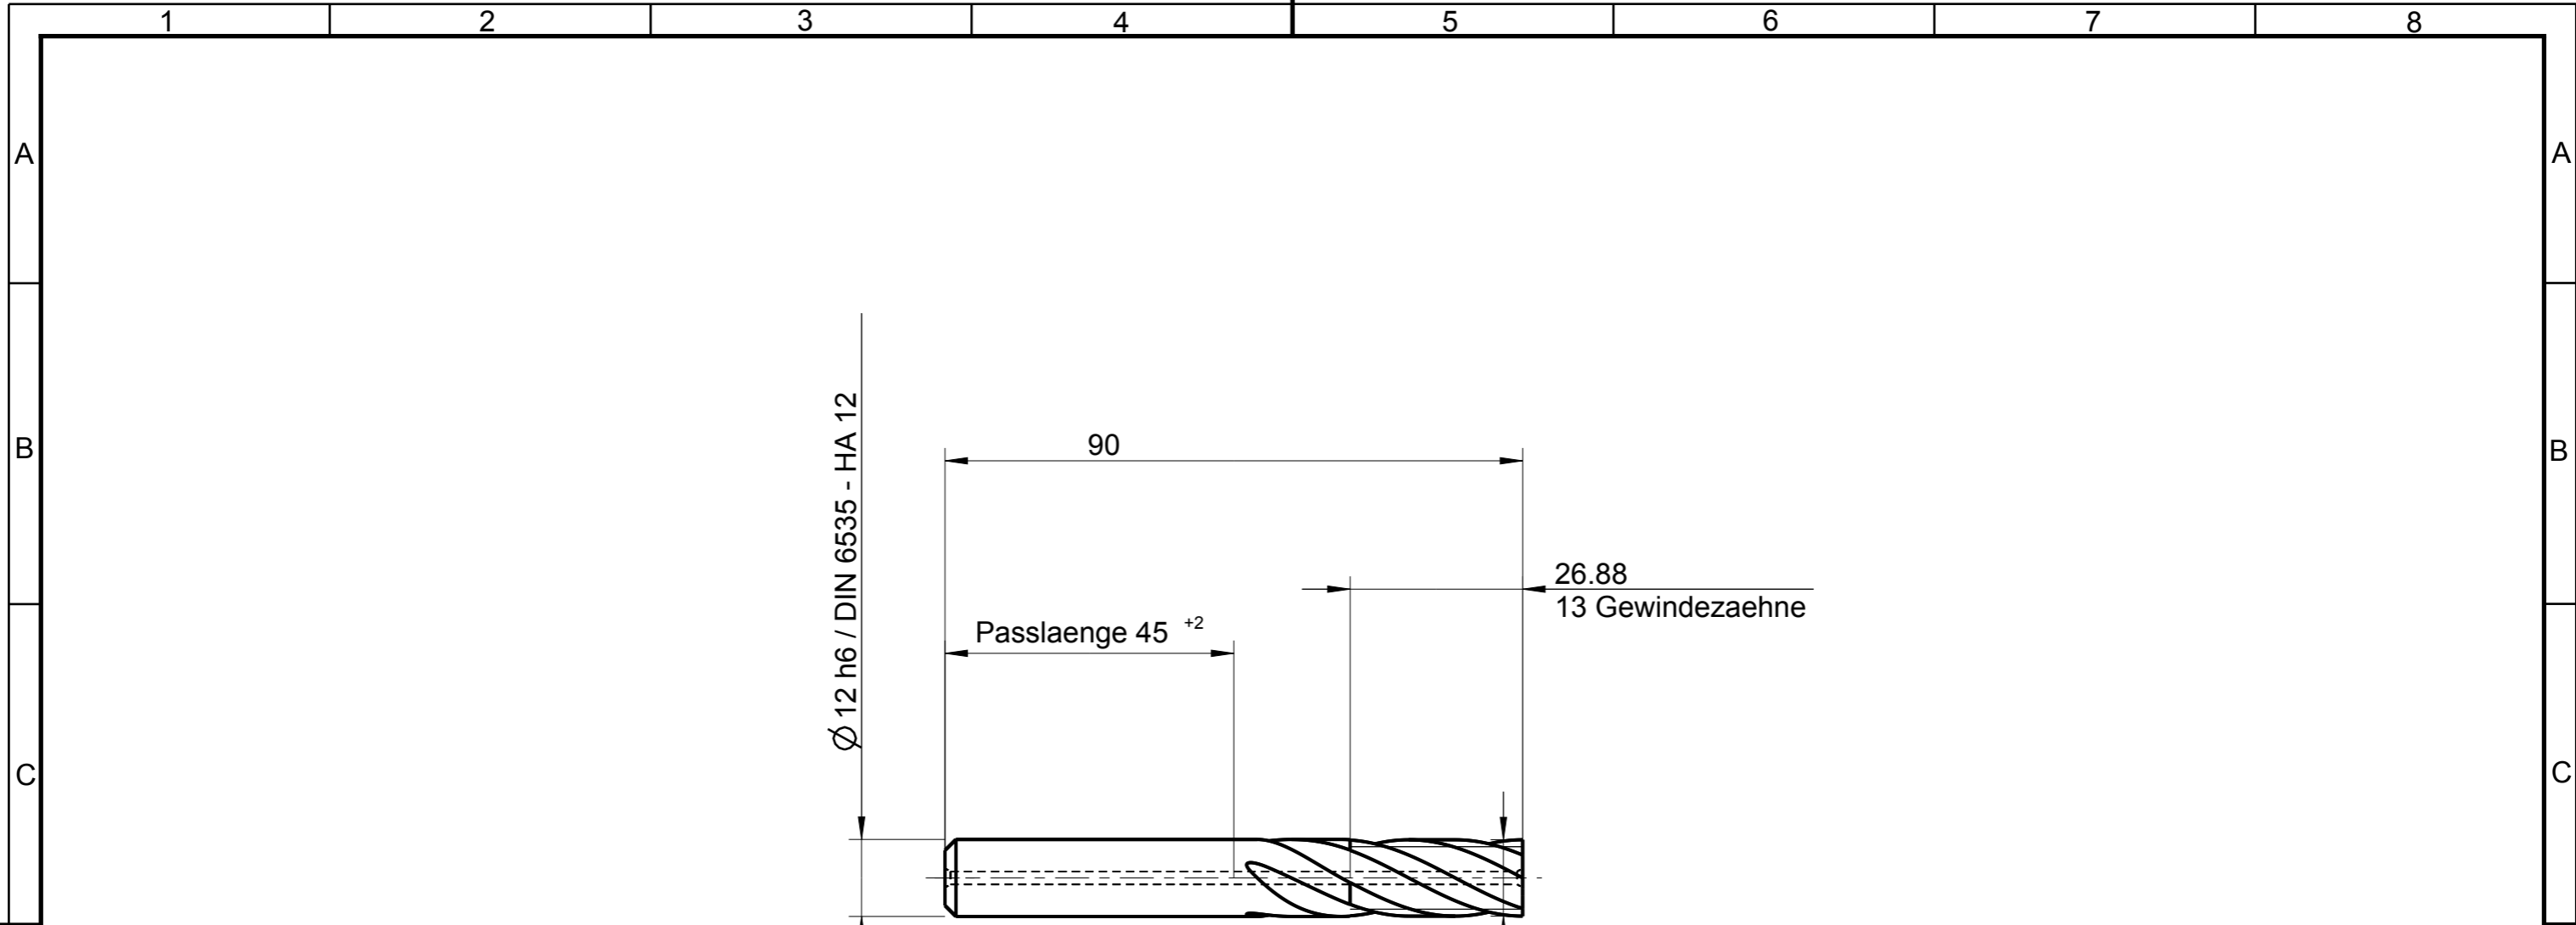 1 2 3 4 5 6 7 8
A A
B B
C C
∅ 12 h6 / DIN 6535 - HA 12
90
26.88
13 Gewindezaehne
Passlaenge 45 +2